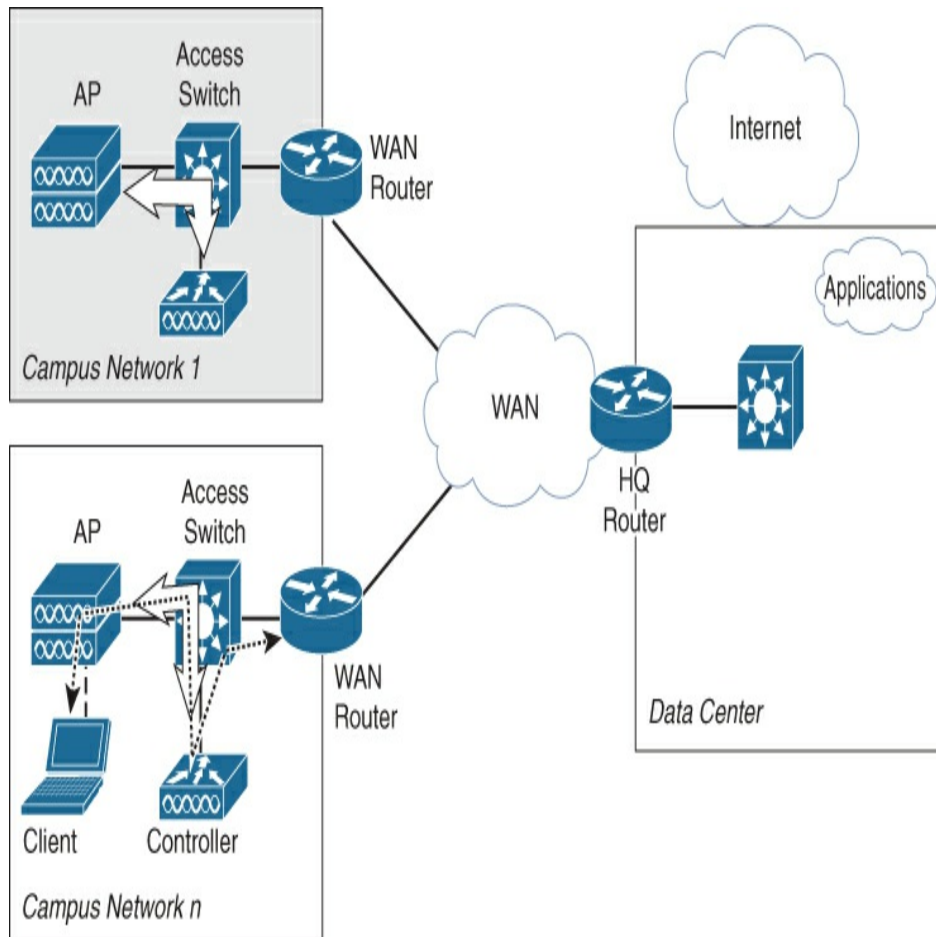 AP
Access
Switch
WAN
Router
Campus Network 1
Internet
Applications
WAN
HQ
Router
Data Center
AP
Access
Switch
WAN
Router
Client
Controller
Campus Network n